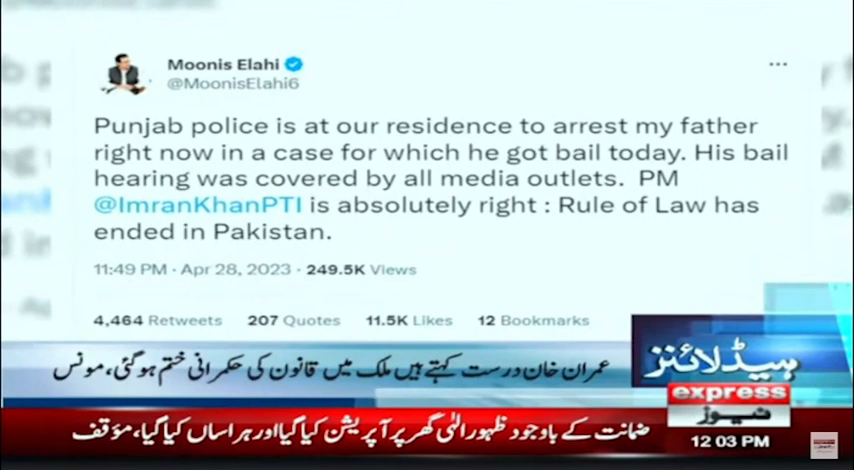 Moonis Elahi
@MoonisElahi6
Punjab police is at our residence to arrest my father
right now in a case for which he got bail today. His bail
hearing was covered by all media outlets.  PM
@ImranKhanPTI is absolutely right : Rule of Law has
ended in Pakistan.
11:49 PM · Apr 28, 2023 · 249.5K Views
4,464 Retweets 207 Quotes 11.5K Likes 12 Bookmarks
عمران خان درست کہتے ہیں ملک میں قانون کی حکمرانی ختم ہوگئی، مونس
ہیڈلائنز
express
نیوز
ضمانت کے باوجود ظہور الٰہی گھر پر آپریشن کیا گیا اور ہراساں کیا گیا، مؤقف
12:03 PM